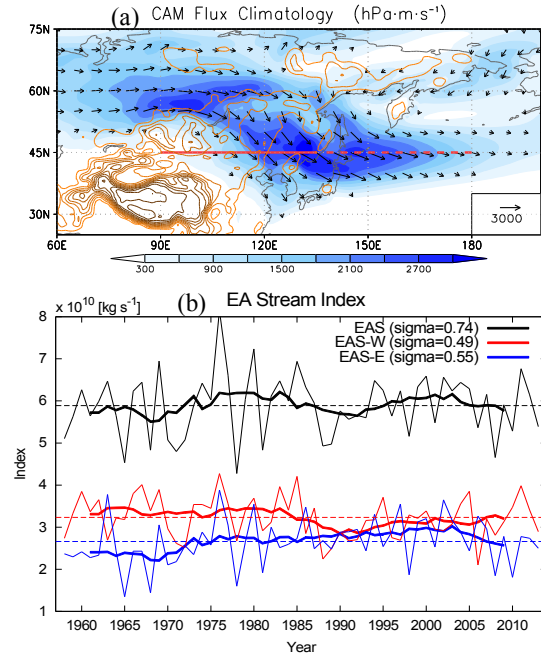 (a) CAM Flux Climatology (hPa·m·s⁻¹)
75N
60N
45N
30N
3000
60E 90E 120E 150E 180
300 900 1500 2100 2700
(b) EA Stream Index
x 10¹⁰ [kg s⁻¹]
EAS (sigma=0.74)
EAS-W (sigma=0.49)
EAS-E (sigma=0.55)
8
7
6
5
4
3
2
1
Index
1960 1965 1970 1975 1980 1985 1990 1995 2000 2005 2010
Year